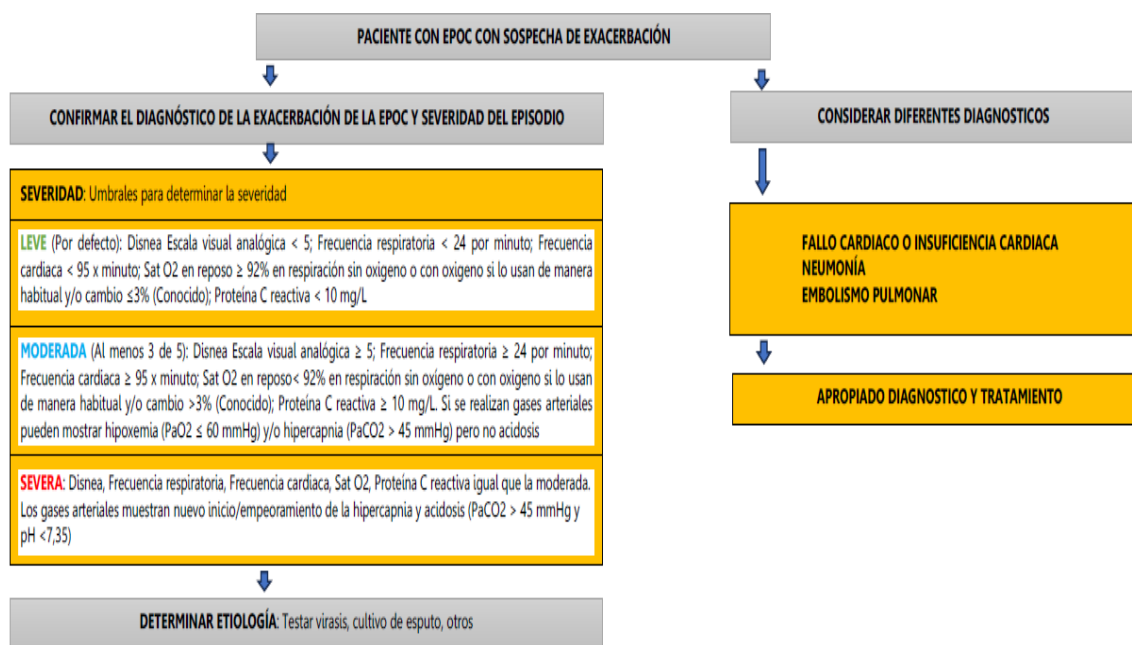 PACIENTE CON EPOC CON SOSPECHA DE EXACERBACIÓN
CONFIRMAR EL DIAGNÓSTICO DE LA EXACERBACIÓN DE LA EPOC Y SEVERIDAD DEL EPISODIO
SEVERIDAD: Umbrales para determinar la severidad
LEVE (Por defecto): Disnea Escala visual analógica < 5; Frecuencia respiratoria < 24 por minuto; Frecuencia
cardiaca < 95 x minuto; Sat O2 en reposo ≥ 92% en respiración sin oxigeno o con oxigeno si lo usan de manera
habitual y/o cambio ≤3% (Conocido); Proteína C reactiva < 10 mg/L
MODERADA (Al menos 3 de 5): Disnea Escala visual analógica ≥ 5; Frecuencia respiratoria ≥ 24 por minuto;
Frecuencia cardiaca ≥ 95 x minuto; Sat O2 en reposo< 92% en respiración sin oxígeno o con oxigeno si lo usan
de manera habitual y/o cambio >3% (Conocido); Proteína C reactiva ≥ 10 mg/L. Si se realizan gases arteriales
pueden mostrar hipoxemia (PaO2 ≤ 60 mmHg) y/o hipercapnia (PaCO2 > 45 mmHg) pero no acidosis
SEVERA: Disnea, Frecuencia respiratoria, Frecuencia cardiaca, Sat O2, Proteína C reactiva igual que la moderada.
Los gases arteriales muestran nuevo inicio/empeoramiento de la hipercapnia y acidosis (PaCO2 > 45 mmHg y
pH <7,35)
DETERMINAR ETIOLOGÍA: Testar virasis, cultivo de esputo, otros
CONSIDERAR DIFERENTES DIAGNOSTICOS
FALLO CARDIACO O INSUFICIENCIA CARDIACA
NEUMONÍA
EMBOLISMO PULMONAR
APROPIADO DIAGNOSTICO Y TRATAMIENTO